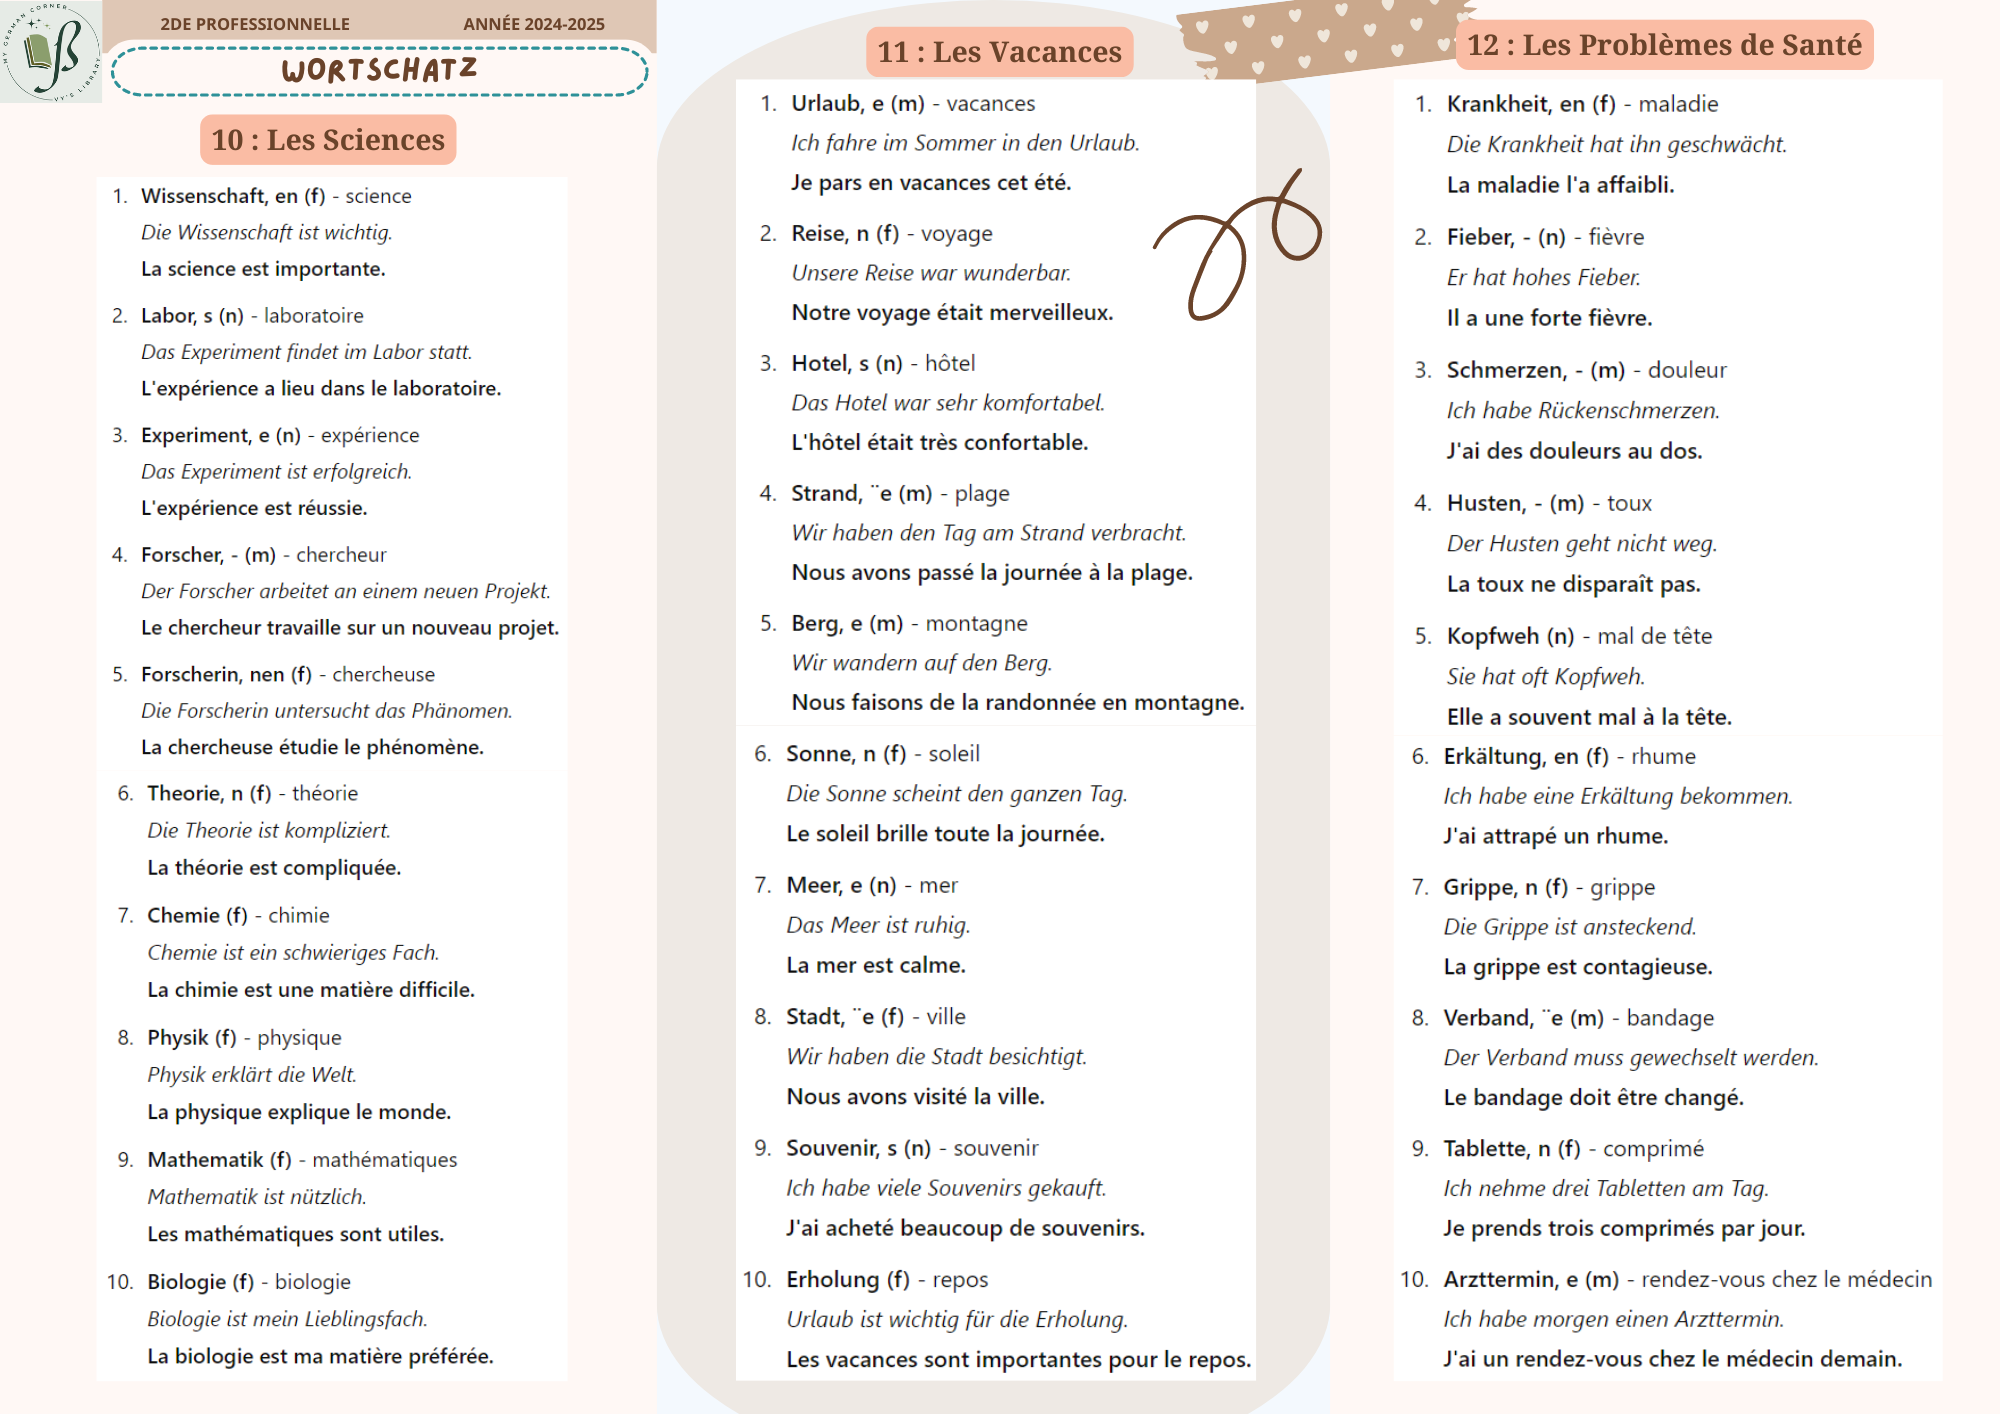 MY GERMAN CORNER
ß
VY'S LIBRARY
2DE PROFESSIONNELLE
ANNÉE 2024-2025
WORTSCHATZ
10 : Les Sciences
1. Wissenschaft, en (f) - science
Die Wissenschaft ist wichtig.
La science est importante.
2. Labor, s (n) - laboratoire
Das Experiment findet im Labor statt.
L'expérience a lieu dans le laboratoire.
3. Experiment, e (n) - expérience
Das Experiment ist erfolgreich.
L'expérience est réussie.
4. Forscher, - (m) - chercheur
Der Forscher arbeitet an einem neuen Projekt.
Le chercheur travaille sur un nouveau projet.
5. Forscherin, nen (f) - chercheuse
Die Forscherin untersucht das Phänomen.
La chercheuse étudie le phénomène.
6. Theorie, n (f) - théorie
Die Theorie ist kompliziert.
La théorie est compliquée.
7. Chemie (f) - chimie
Chemie ist ein schwieriges Fach.
La chimie est une matière difficile.
8. Physik (f) - physique
Physik erklärt die Welt.
La physique explique le monde.
9. Mathematik (f) - mathématiques
Mathematik ist nützlich.
Les mathématiques sont utiles.
10. Biologie (f) - biologie
Biologie ist mein Lieblingsfach.
La biologie est ma matière préférée.
11 : Les Vacances
1. Urlaub, e (m) - vacances
Ich fahre im Sommer in den Urlaub.
Je pars en vacances cet été.
2. Reise, n (f) - voyage
Unsere Reise war wunderbar.
Notre voyage était merveilleux.
3. Hotel, s (n) - hôtel
Das Hotel war sehr komfortabel.
L'hôtel était très confortable.
4. Strand, ¨e (m) - plage
Wir haben den Tag am Strand verbracht.
Nous avons passé la journée à la plage.
5. Berg, e (m) - montagne
Wir wandern auf den Berg.
Nous faisons de la randonnée en montagne.
6. Sonne, n (f) - soleil
Die Sonne scheint den ganzen Tag.
Le soleil brille toute la journée.
7. Meer, e (n) - mer
Das Meer ist ruhig.
La mer est calme.
8. Stadt, ¨e (f) - ville
Wir haben die Stadt besichtigt.
Nous avons visité la ville.
9. Souvenir, s (n) - souvenir
Ich habe viele Souvenirs gekauft.
J'ai acheté beaucoup de souvenirs.
10. Erholung (f) - repos
Urlaub ist wichtig für die Erholung.
Les vacances sont importantes pour le repos.
12 : Les Problèmes de Santé
1. Krankheit, en (f) - maladie
Die Krankheit hat ihn geschwächt.
La maladie l'a affaibli.
2. Fieber, - (n) - fièvre
Er hat hohes Fieber.
Il a une forte fièvre.
3. Schmerzen, - (m) - douleur
Ich habe Rückenschmerzen.
J'ai des douleurs au dos.
4. Husten, - (m) - toux
Der Husten geht nicht weg.
La toux ne disparaît pas.
5. Kopfweh (n) - mal de tête
Sie hat oft Kopfweh.
Elle a souvent mal à la tête.
6. Erkältung, en (f) - rhume
Ich habe eine Erkältung bekommen.
J'ai attrapé un rhume.
7. Grippe, n (f) - grippe
Die Grippe ist ansteckend.
La grippe est contagieuse.
8. Verband, ¨e (m) - bandage
Der Verband muss gewechselt werden.
Le bandage doit être changé.
9. Tablette, n (f) - comprimé
Ich nehme drei Tabletten am Tag.
Je prends trois comprimés par jour.
10. Arzttermin, e (m) - rendez-vous chez le médecin
Ich habe morgen einen Arzttermin.
J'ai un rendez-vous chez le médecin demain.